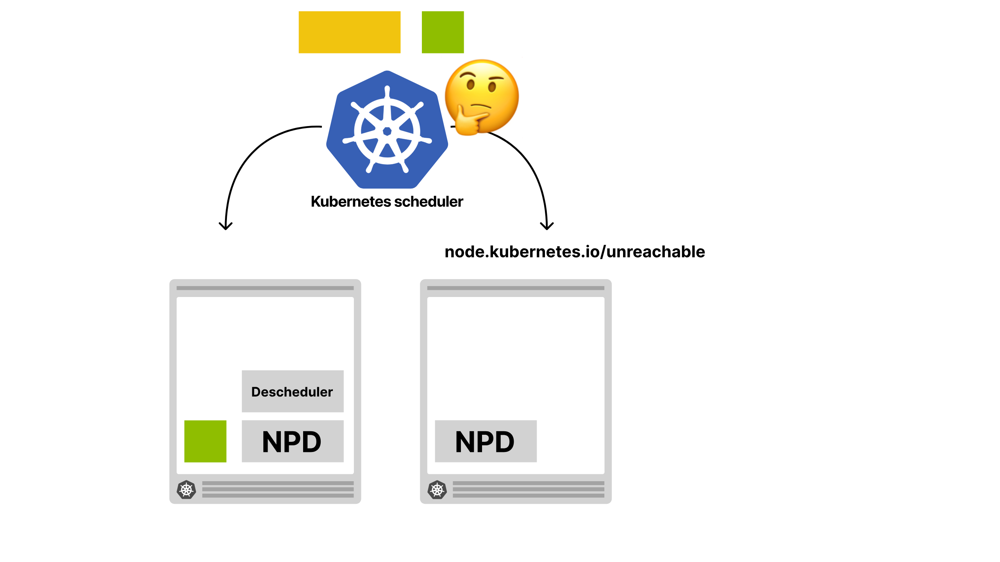 Kubernetes scheduler
node.kubernetes.io/unreachable
Descheduler
NPD
NPD